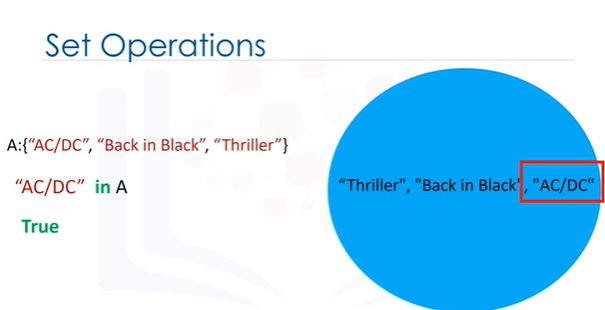 Set Operations
A:{“AC/DC”, “Back in Black”, “Thriller”}
“AC/DC” in A
True
“Thriller", "Back in Black", "AC/DC"